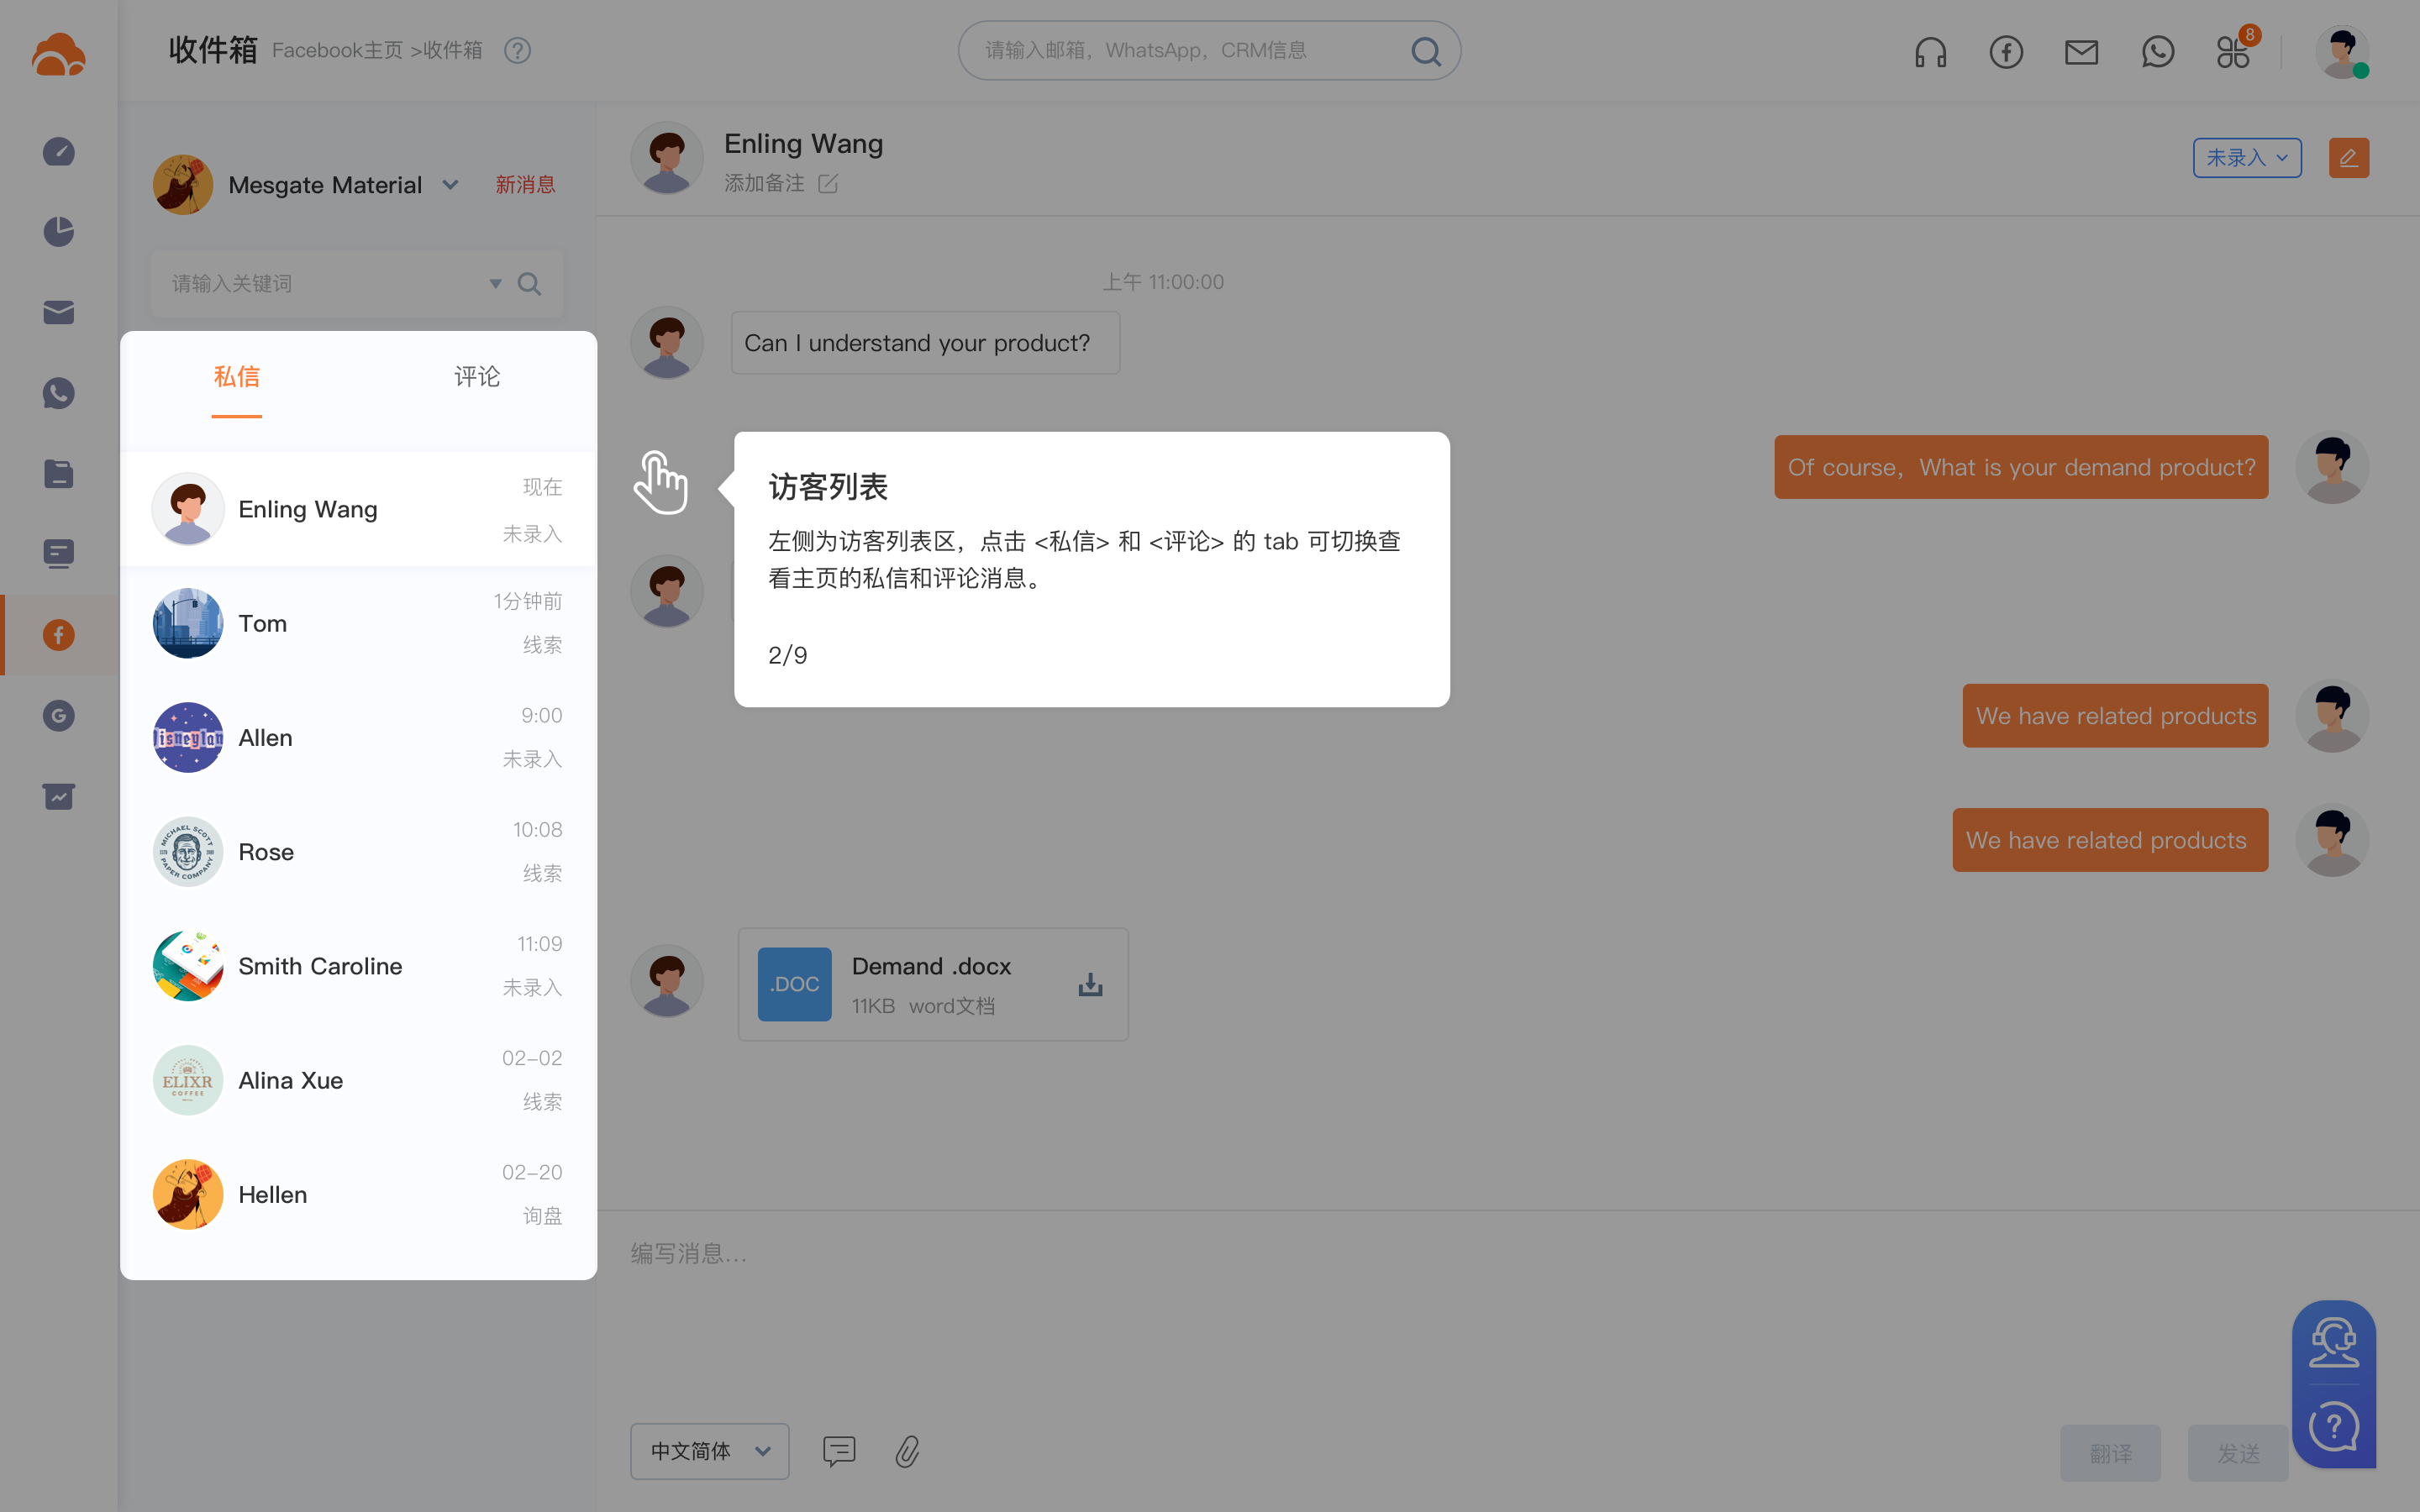 收件箱 Facebook主页 >收件箱
请输入邮箱，WhatsApp，CRM信息
8
Mesgate Material 新消息
请输入关键词
私信 评论
Enling Wang 现在
未录入
Tom 1分钟前
线索
Allen 9:00
未录入
Rose 10:08
线索
Smith Caroline 11:09
未录入
Alina Xue 02-02
线索
Hellen 02-20
询盘
MICHAEL SCOTT
PAPER COMPANY
ELIXR
COFFEE
Enling Wang
添加备注
未录入
上午 11:00:00
Can I understand your product?
Of course，What is your demand product?
访客列表
左侧为访客列表区，点击 <私信> 和 <评论> 的 tab 可切换查
看主页的私信和评论消息。
2/9
We have related products
We have related products
.DOC
Demand .docx
11KB word文档
编写消息...
中文简体
翻译 发送